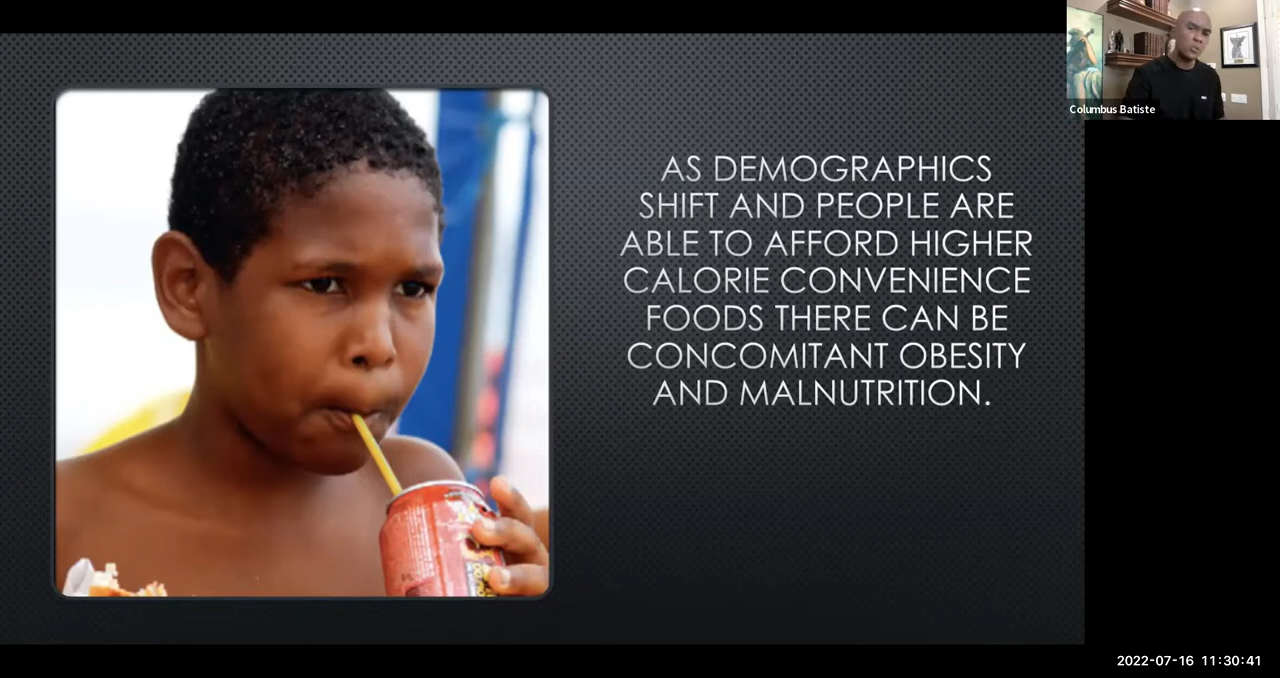 Columbus Batiste
AS DEMOGRAPHICS
SHIFT AND PEOPLE ARE
ABLE TO AFFORD HIGHER
CALORIE CONVENIENCE
FOODS THERE CAN BE
CONCOMITANT OBESITY
AND MALNUTRITION.
2022-07-16 11:30:41